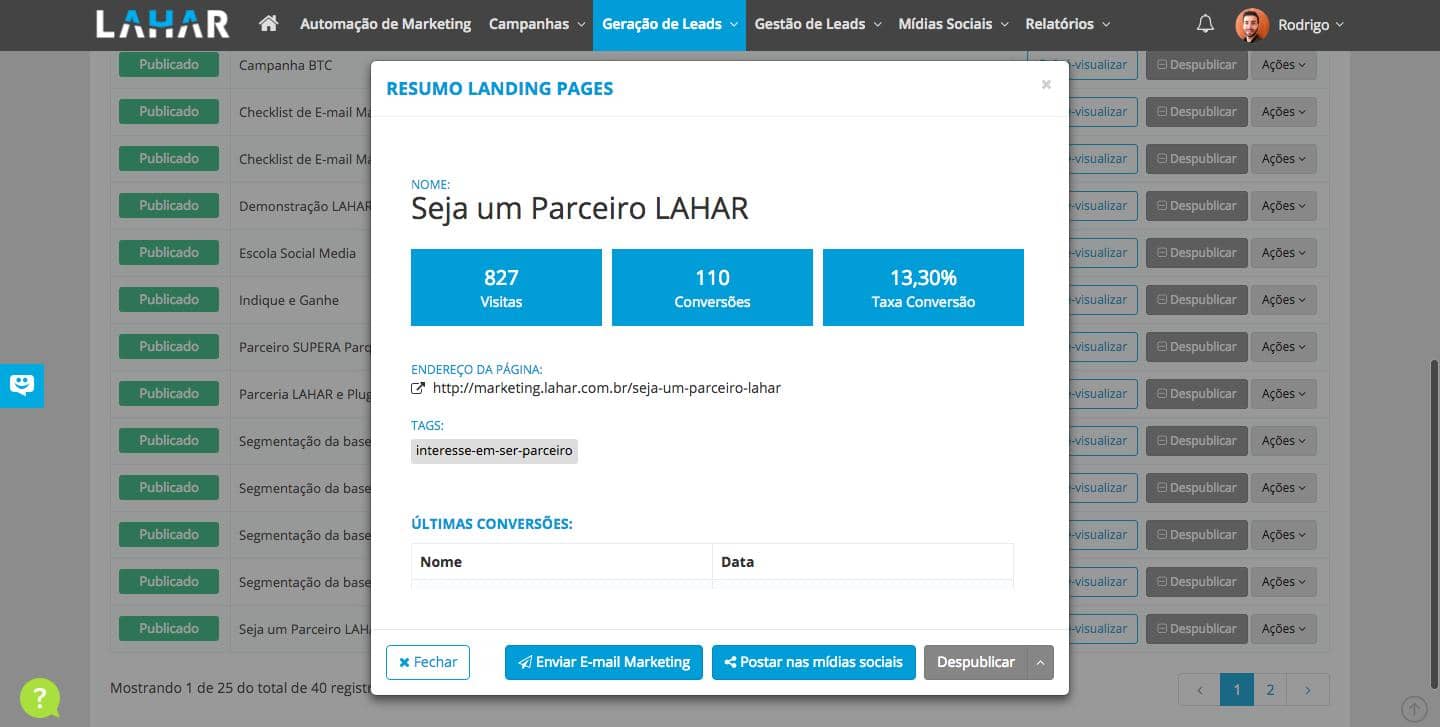 LAHAR
Automação de Marketing Campanhas Geração de Leads Gestão de Leads Mídias Sociais Relatórios Rodrigo
Publicado Campanha BTC -visualizar Despublicar Ações
RESUMO LANDING PAGES
Publicado Checklist de E-mail Ma -visualizar Despublicar Ações
Publicado Checklist de E-mail Ma -visualizar Despublicar Ações
NOME:
Seja um Parceiro LAHAR
Publicado Demonstração LAHAR -visualizar Despublicar Ações
Publicado Escola Social Media -visualizar Despublicar Ações
827 110 13,30%
Visitas Conversões Taxa Conversão
Publicado Indique e Ganhe -visualizar Despublicar Ações
Publicado Parceiro SUPERA Parq -visualizar Despublicar Ações
ENDEREÇO DA PÁGINA:
http://marketing.lahar.com.br/seja-um-parceiro-lahar
Publicado Parceria LAHAR e Plug -visualizar Despublicar Ações
TAGS:
interesse-em-ser-parceiro
Publicado Segmentação da base -visualizar Despublicar Ações
Publicado Segmentação da base -visualizar Despublicar Ações
ÚLTIMAS CONVERSÕES:
Publicado Segmentação da base -visualizar Despublicar Ações
Nome Data
Publicado Segmentação da base -visualizar Despublicar Ações
Publicado Seja um Parceiro LAHA -visualizar Despublicar Ações
Fechar Enviar E-mail Marketing Postar nas mídias sociais Despublicar
Mostrando 1 de 25 do total de 40 registr 1 2
?